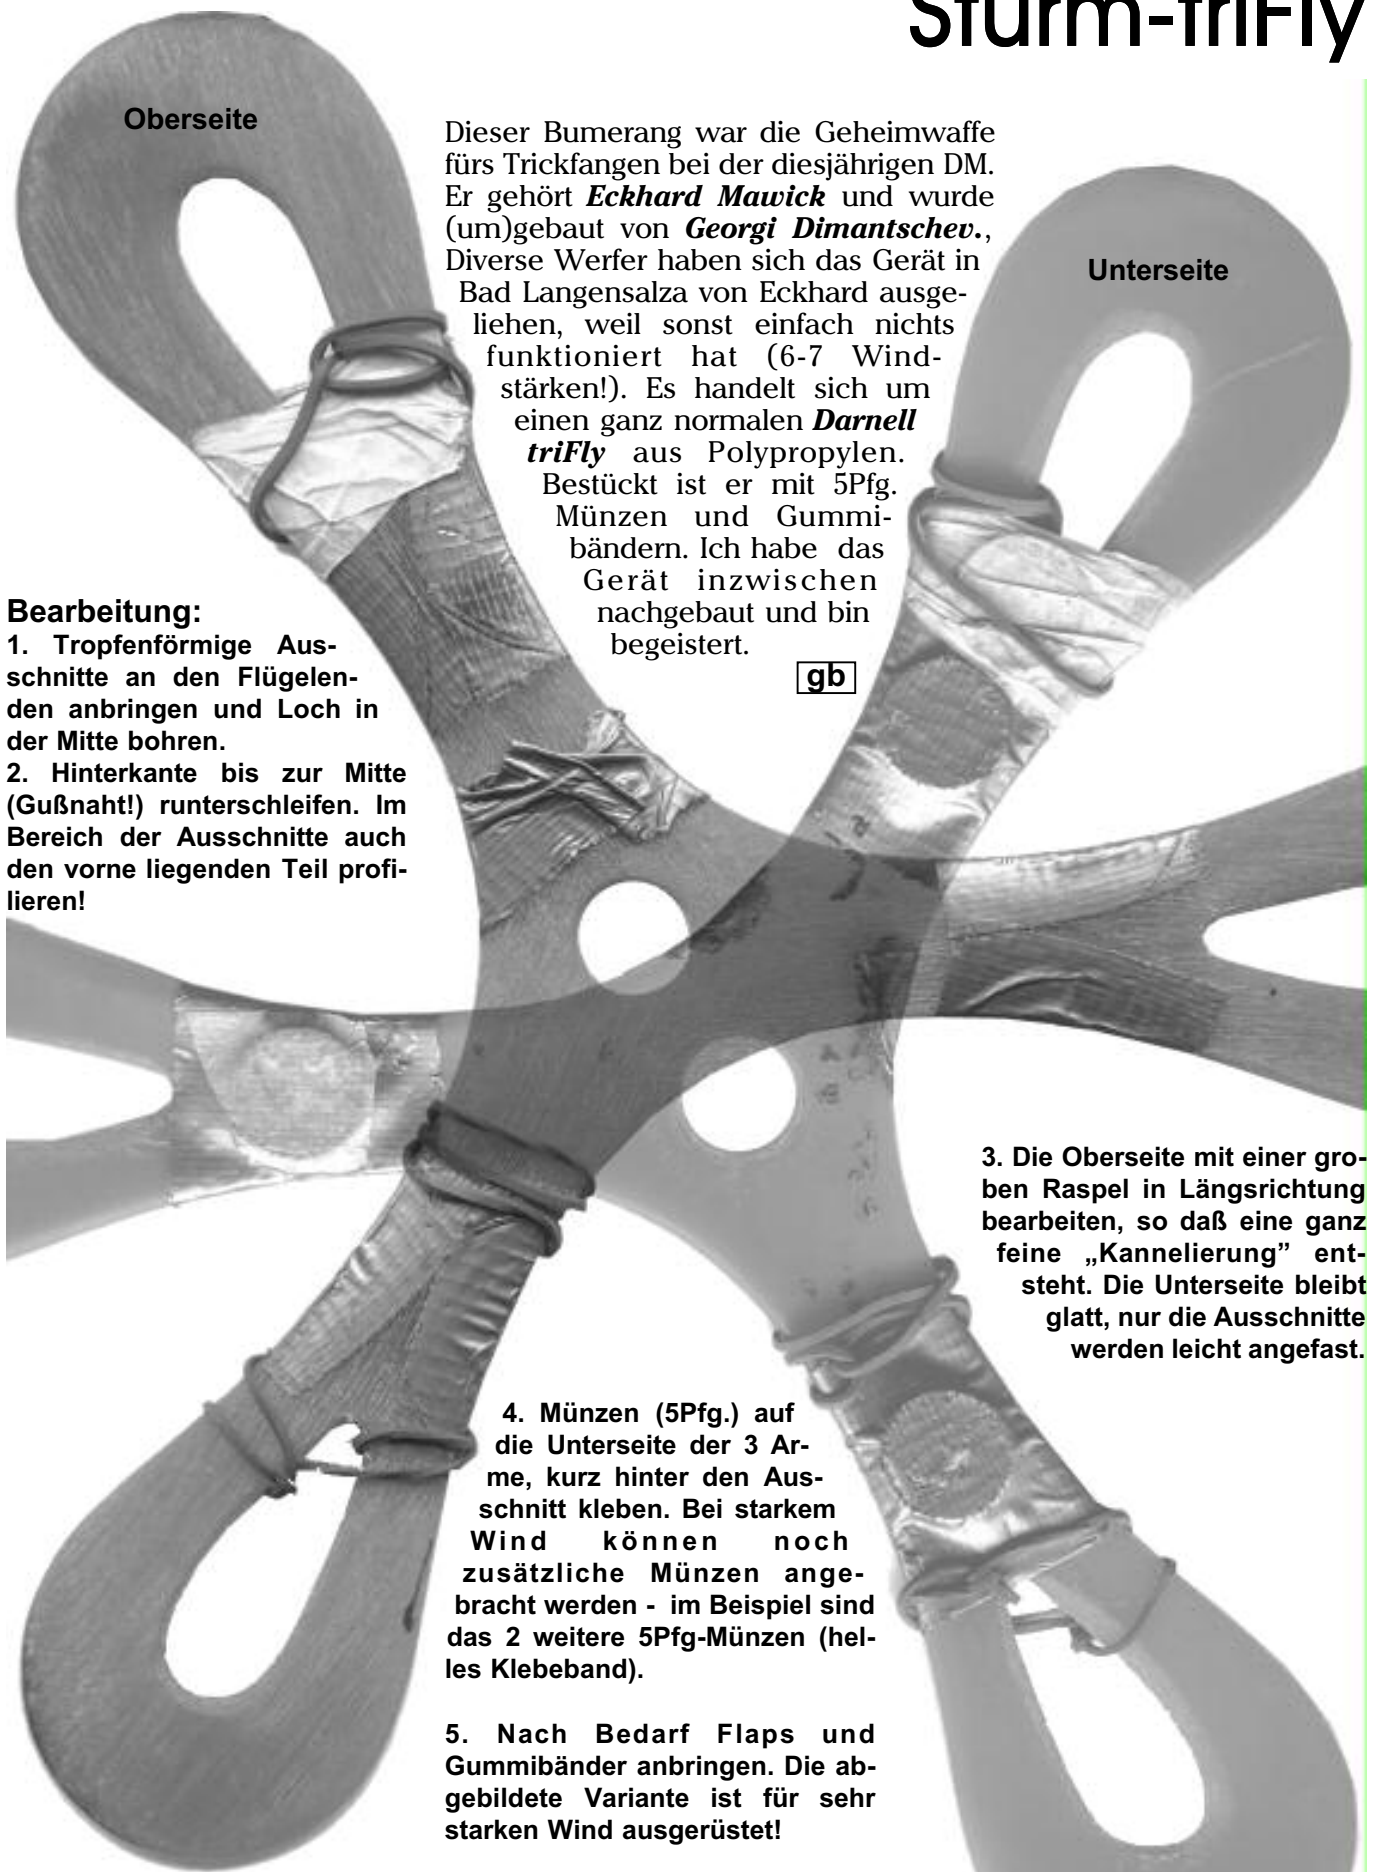 Sturm-triFly
Oberseite
Dieser Bumerang war die Geheimwaffe
fürs Trickfangen bei der diesjährigen DM.
Er gehört Eckhard Mawick und wurde
(um)gebaut von Georgi Dimantschev.,
Diverse Werfer haben sich das Gerät in
Bad Langensalza von Eckhard ausge-
liehen, weil sonst einfach nichts
funktioniert hat (6-7 Wind-
stärken!). Es handelt sich um
einen ganz normalen Darnell
triFly aus Polypropylen.
Bestückt ist er mit 5Pfg.
Münzen und Gummi-
bändern. Ich habe das
Gerät inzwischen
nachgebaut und bin
begeistert.
gb
Unterseite
Bearbeitung:
1. Tropfenförmige Aus-
schnitte an den Flügelen-
den anbringen und Loch in
der Mitte bohren.
2. Hinterkante bis zur Mitte
(Gußnaht!) runterschleifen. Im
Bereich der Ausschnitte auch
den vorne liegenden Teil profi-
lieren!
3. Die Oberseite mit einer gro-
ben Raspel in Längsrichtung
bearbeiten, so daß eine ganz
feine „Kannelierung” ent-
steht. Die Unterseite bleibt
glatt, nur die Ausschnitte
werden leicht angefast.
4. Münzen (5Pfg.) auf
die Unterseite der 3 Ar-
me, kurz hinter den Aus-
schnitt kleben. Bei starkem
Wind können noch
zusätzliche Münzen ange-
bracht werden - im Beispiel sind
das 2 weitere 5Pfg-Münzen (hel-
les Klebeband).
5. Nach Bedarf Flaps und
Gummibänder anbringen. Die ab-
gebildete Variante ist für sehr
starken Wind ausgerüstet!